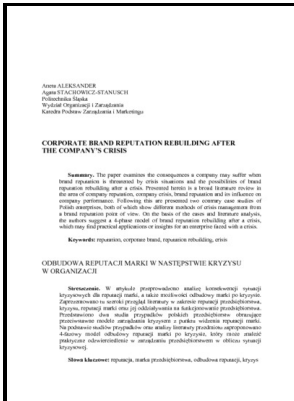 Aneta ALEKSANDER
Agata STACHOWICZ-STANUSCH
Politechnika Śląska
Wydział Organizacji i Zarządzania
Katedra Podstaw Zarządzania i Marketingu
CORPORATE BRAND REPUTATION REBUILDING AFTER
THE COMPANY'S CRISIS
Summary. The paper examines the consequences a company may suffer when
brand reputation is threatened by crisis situations and the possibilities of brand
reputation rebuilding after a crisis. Presented herein is a broad literature review in
the area of company reputation, company crisis, brand reputation and its influence on
company performance. Following this are presented two contrary case studies of
Polish enterprises, both of which show different methods of crisis management from
a brand reputation point of view. On the basis of the cases and literature analysis,
the authors suggest a 4-phase model of brand reputation rebuilding after a crisis,
which may find practical applications or insights for an enterprise faced with a crisis.
Keywords: reputation, corporate brand, reputation rebuilding, crisis
ODBUDOWA REPUTACJI MARKI W NASTĘPSTWIE KRYZYSU
W ORGANIZACJI
Streszczenie. W artykule przeprowadzono analizę konsekwencji sytuacji
kryzysowych dla reputacji marki, a także możliwości odbudowy marki po kryzysie.
Zaprezentowano tu szeroki przegląd literatury w zakresie reputacji przedsiębiorstwa,
kryzysu, reputacji marki oraz jej oddziaływania na funkcjonowanie przedsiębiorstwa.
Przedstawiono dwa studia przypadków polskich przedsiębiorstw obrazujące
przeciwstawne modele zarządzania kryzysem z punktu widzenia reputacji marki.
Na podstawie studiów przypadków oraz analizy literatury przedmiotu zaproponowano
4-fazowy model odbudowy reputacji marki po kryzysie, który może znaleźć
praktyczne odzwierciedlenie w zarządzaniu przedsiębiorstwem w obliczu sytuacji
kryzysowej.
Słowa kluczowe: reputacja, marka przedsiębiorstwa, odbudowa reputacji, kryzys